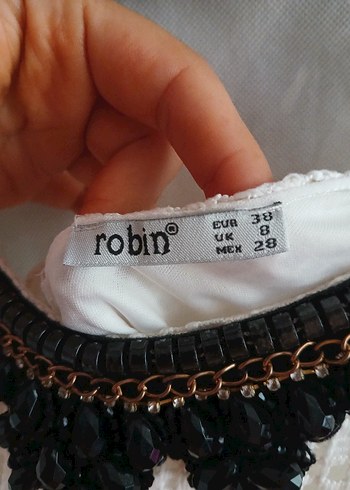 robin®
EUR 38
UK 8
MEX 28